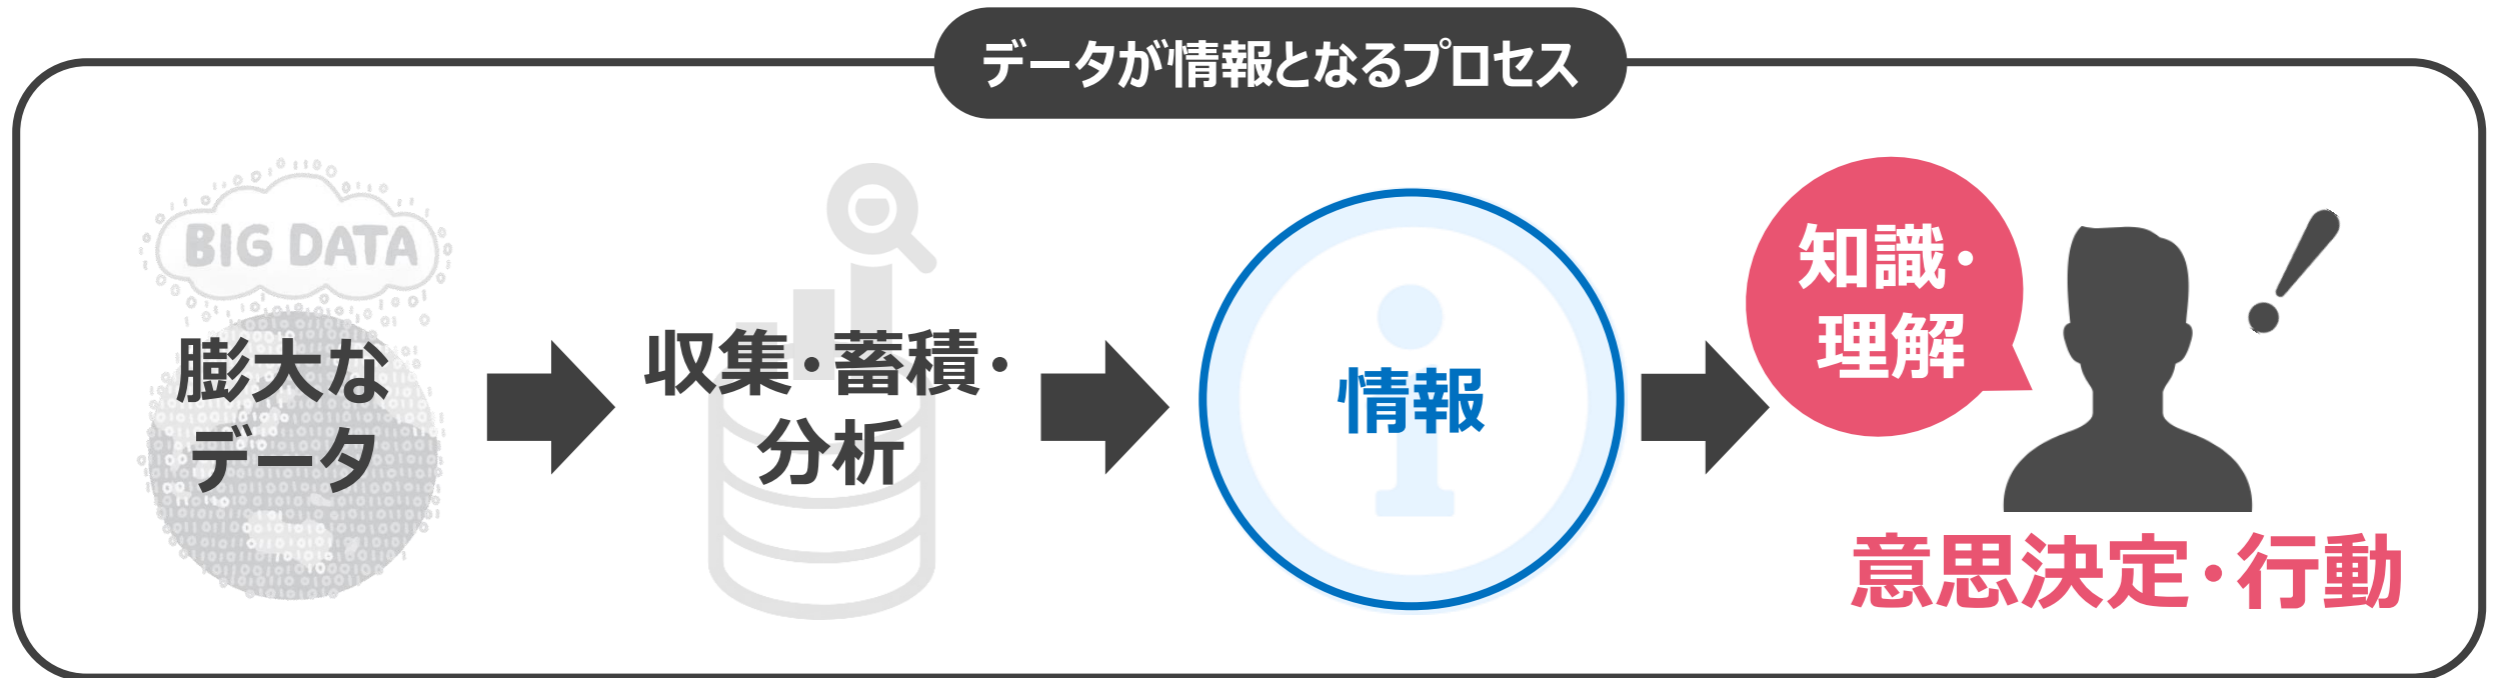 データが情報となるプロセス
BIG DATA
膨大な
データ
収集・蓄積・
分析
情報
知識・
理解
意思決定・行動